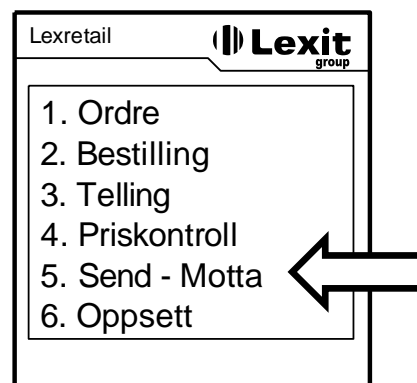 Lexretail
Lexit
group
1. Ordre
2. Bestilling
3. Telling
4. Priskontroll
5. Send - Motta
6. Oppsett